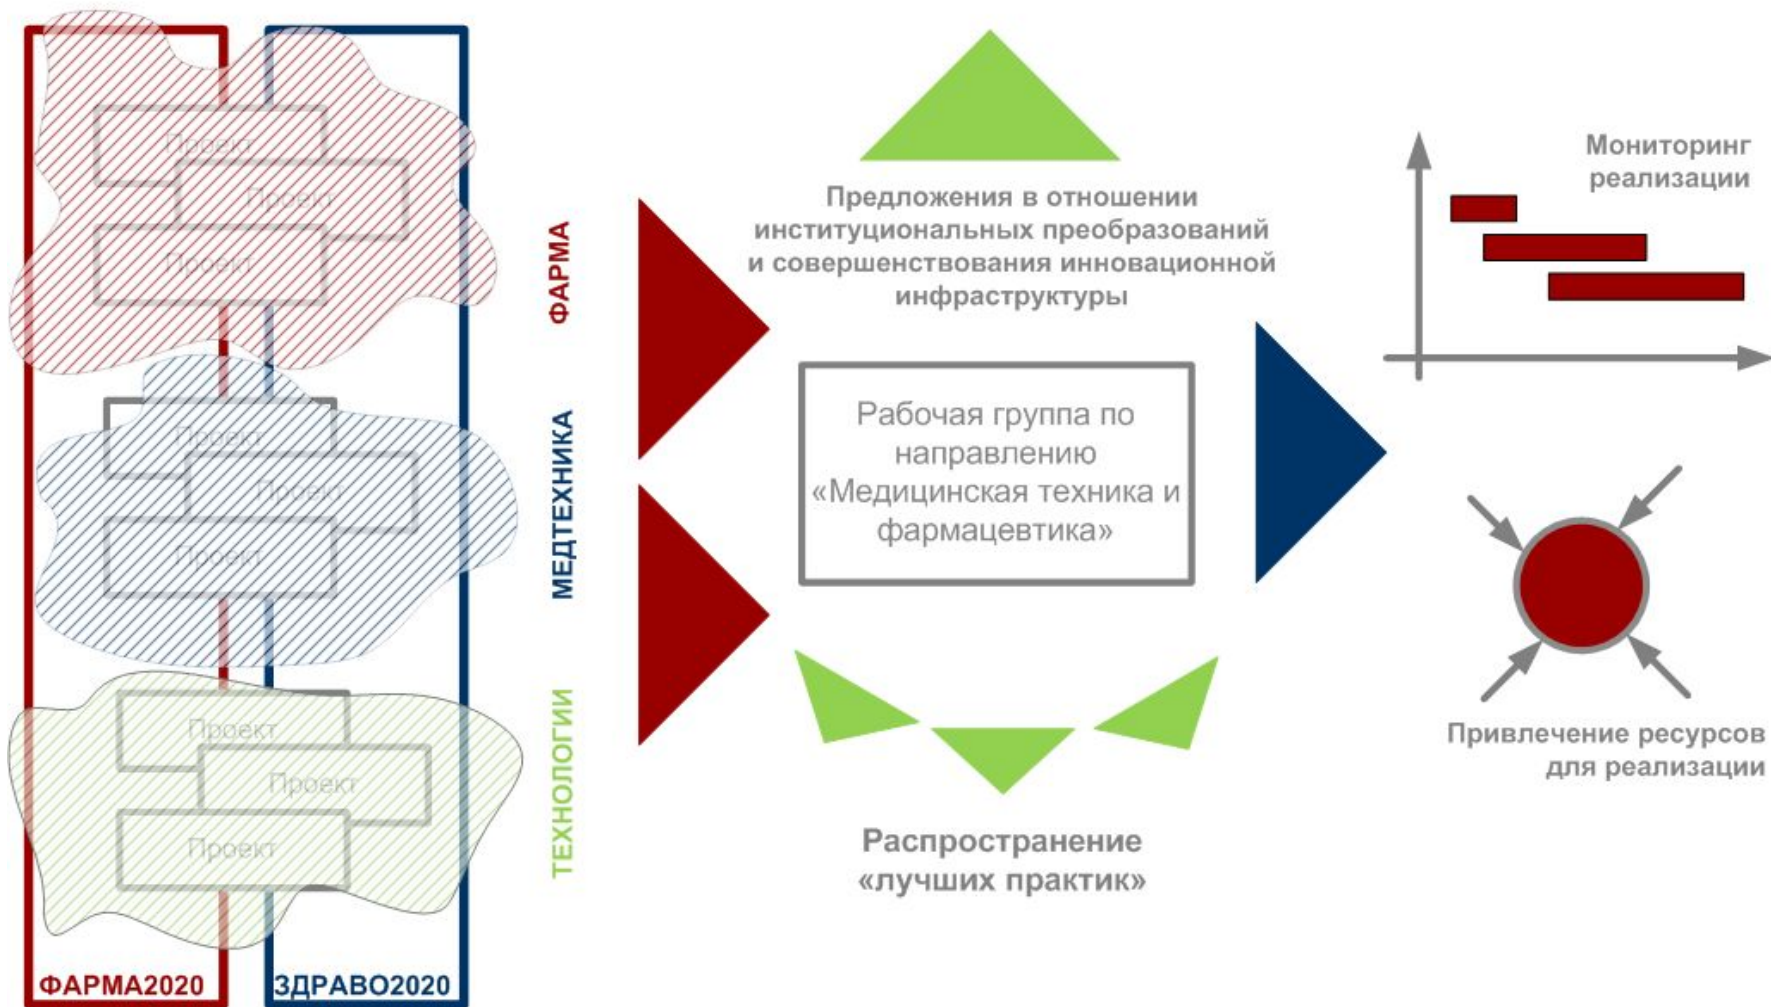 Проект
Проект
Проект
ФАРМА
Проект
Проект
Проект
МЕДТЕХНИКА
Проект
Проект
Проект
ТЕХНОЛОГИИ
ФАРМА2020
ЗДРАВО2020
Предложения в отношении
институциональных преобразований
и совершенствования инновационной
инфраструктуры
Рабочая группа по
направлению
«Медицинская техника и
фармацевтика»
Распространение
«лучших практик»
Мониторинг
реализации
Привлечение ресурсов
для реализации